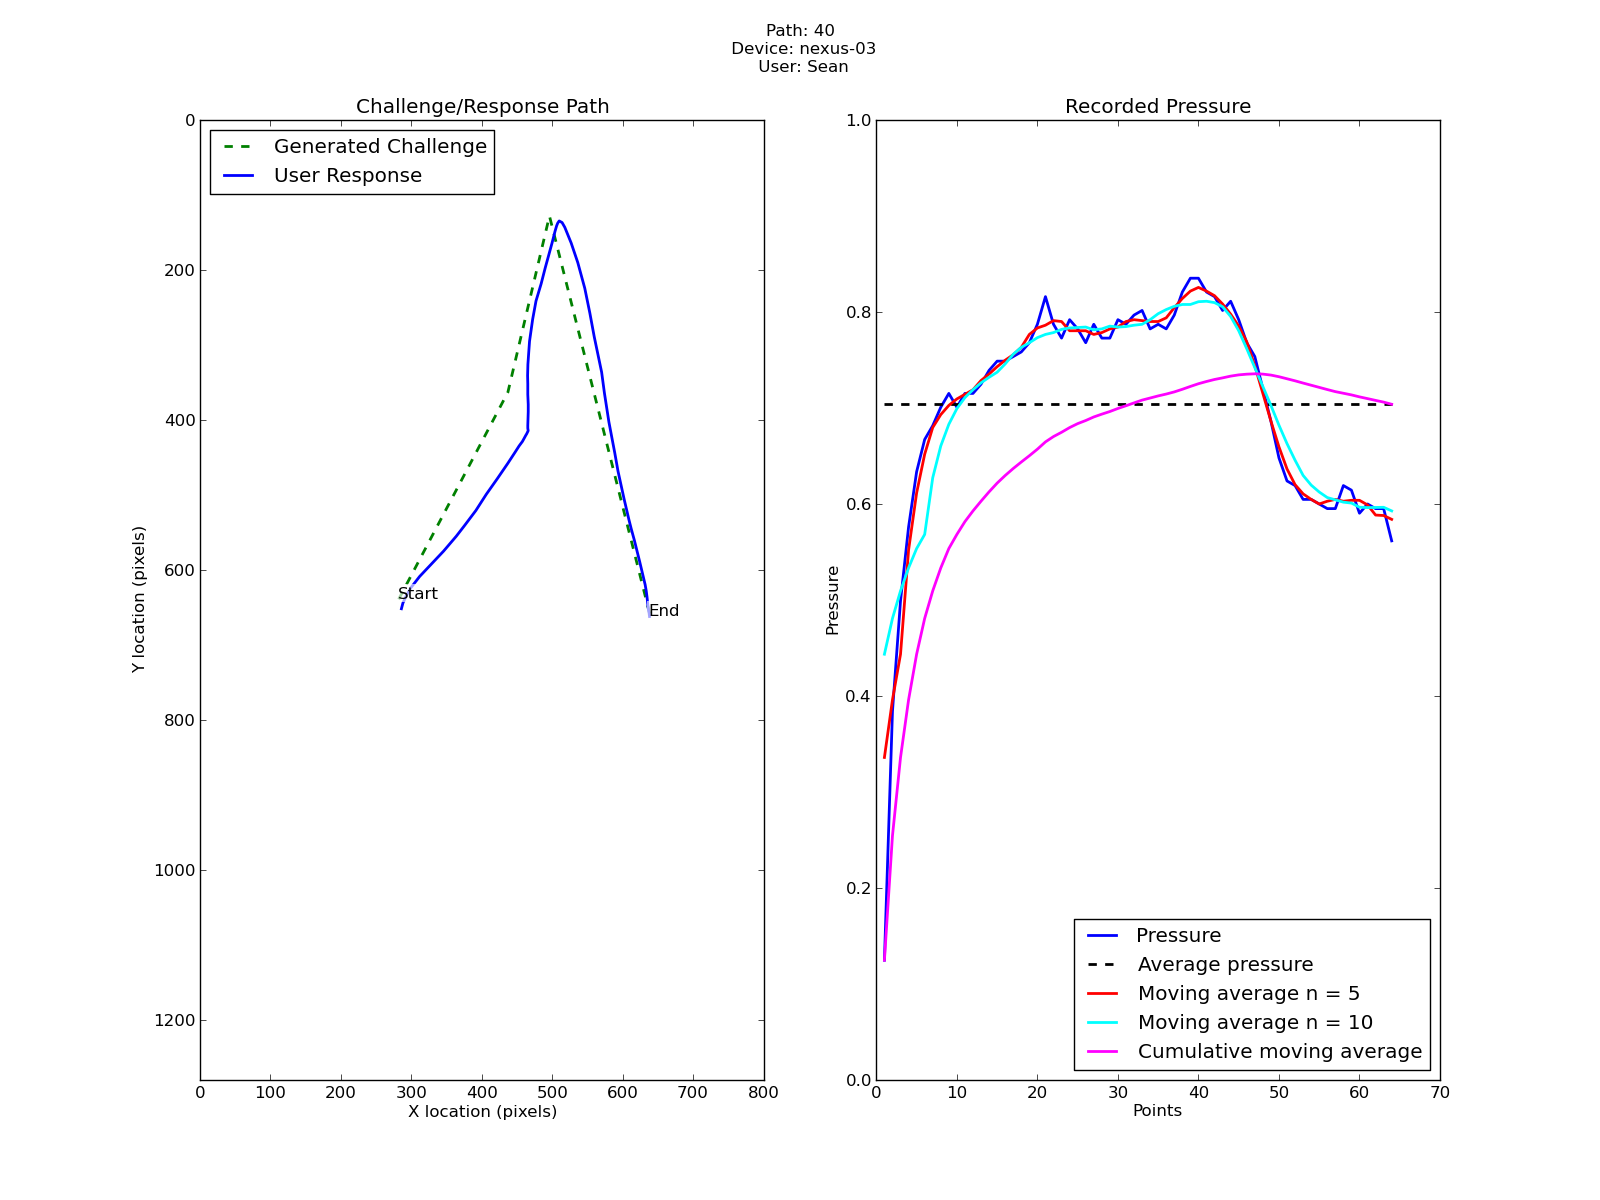 Path: 40
Device: nexus-03
User: Sean
Challenge/Response Path
0
200
400
600
800
1000
1200
Y location (pixels)
Generated Challenge
User Response
Start
End
0 100 200 300 400 500 600 700 800
X location (pixels)
Recorded Pressure
1.0
0.8
0.6
0.4
0.2
0.0
Pressure
Pressure
Average pressure
Moving average n = 5
Moving average n = 10
Cumulative moving average
0 10 20 30 40 50 60 70
Points